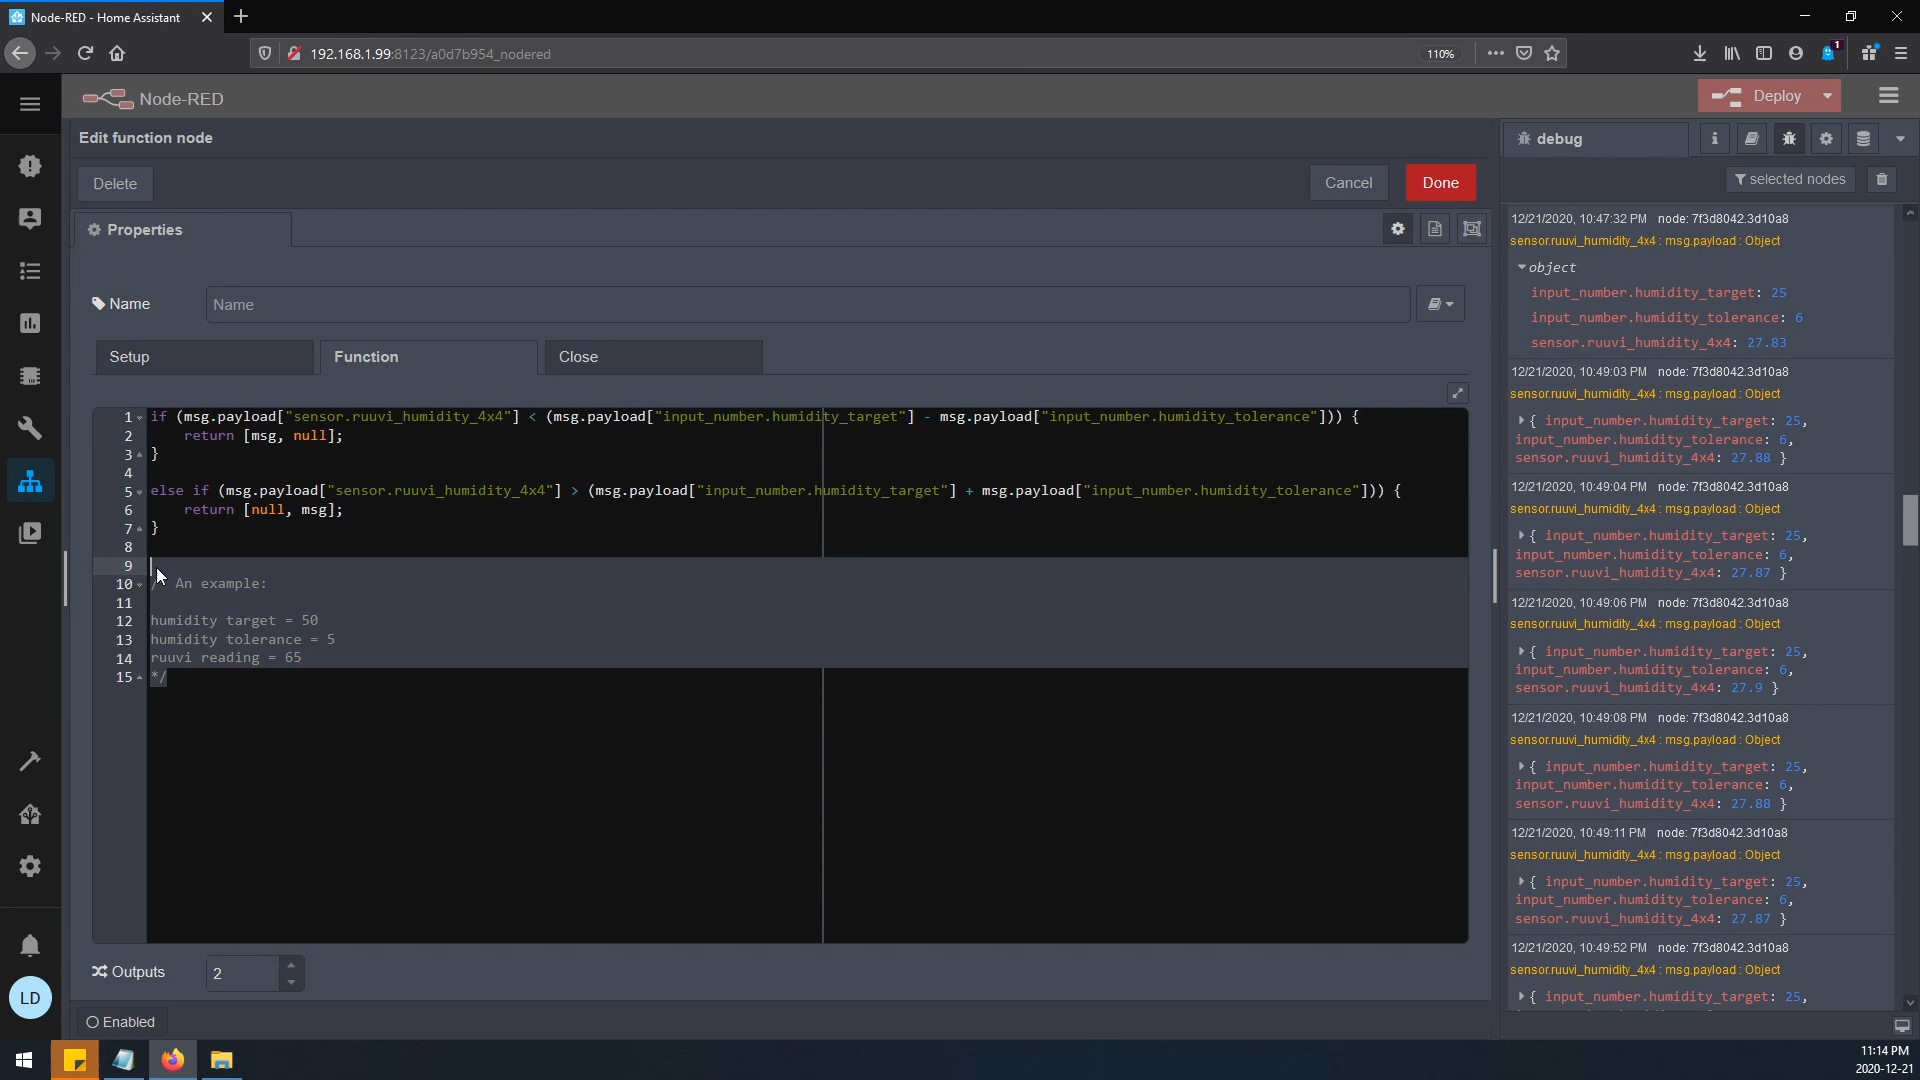 Node-RED - Home Assistant
192.168.1.99:8123/a0d7b954_nodered
110%
1
Node-RED
Deploy
Edit function node
Delete
Cancel
Done
Properties
Name
Name
Setup
Function
Close
1 if (msg.payload["sensor.ruuvi_humidity_4x4"] < (msg.payload["input_number.humidity_target"] - msg.payload["input_number.humidity_tolerance"])) {
2 return [msg, null];
3 }
4
5 else if (msg.payload["sensor.ruuvi_humidity_4x4"] > (msg.payload["input_number.humidity_target"] + msg.payload["input_number.humidity_tolerance"])) {
6 return [null, msg];
7 }
8
9
10 / An example:
11
12 humidity target = 50
13 humidity tolerance = 5
14 ruuvi reading = 65
15 */
Outputs
2
Enabled
LD
debug
selected nodes
12/21/2020, 10:47:32 PM node: 7f3d8042.3d10a8
sensor.ruuvi_humidity_4x4 : msg.payload : Object
object
input_number.humidity_target: 25
input_number.humidity_tolerance: 6
sensor.ruuvi_humidity_4x4: 27.83
12/21/2020, 10:49:03 PM node: 7f3d8042.3d10a8
sensor.ruuvi_humidity_4x4 : msg.payload : Object
{ input_number.humidity_target: 25,
input_number.humidity_tolerance: 6,
sensor.ruuvi_humidity_4x4: 27.88 }
12/21/2020, 10:49:04 PM node: 7f3d8042.3d10a8
sensor.ruuvi_humidity_4x4 : msg.payload : Object
{ input_number.humidity_target: 25,
input_number.humidity_tolerance: 6,
sensor.ruuvi_humidity_4x4: 27.87 }
12/21/2020, 10:49:06 PM node: 7f3d8042.3d10a8
sensor.ruuvi_humidity_4x4 : msg.payload : Object
{ input_number.humidity_target: 25,
input_number.humidity_tolerance: 6,
sensor.ruuvi_humidity_4x4: 27.9 }
12/21/2020, 10:49:08 PM node: 7f3d8042.3d10a8
sensor.ruuvi_humidity_4x4 : msg.payload : Object
{ input_number.humidity_target: 25,
input_number.humidity_tolerance: 6,
sensor.ruuvi_humidity_4x4: 27.88 }
12/21/2020, 10:49:11 PM node: 7f3d8042.3d10a8
sensor.ruuvi_humidity_4x4 : msg.payload : Object
{ input_number.humidity_target: 25,
input_number.humidity_tolerance: 6,
sensor.ruuvi_humidity_4x4: 27.87 }
12/21/2020, 10:49:52 PM node: 7f3d8042.3d10a8
sensor.ruuvi_humidity_4x4 : msg.payload : Object
{ input_number.humidity_target: 25,
11:14 PM
2020-12-21